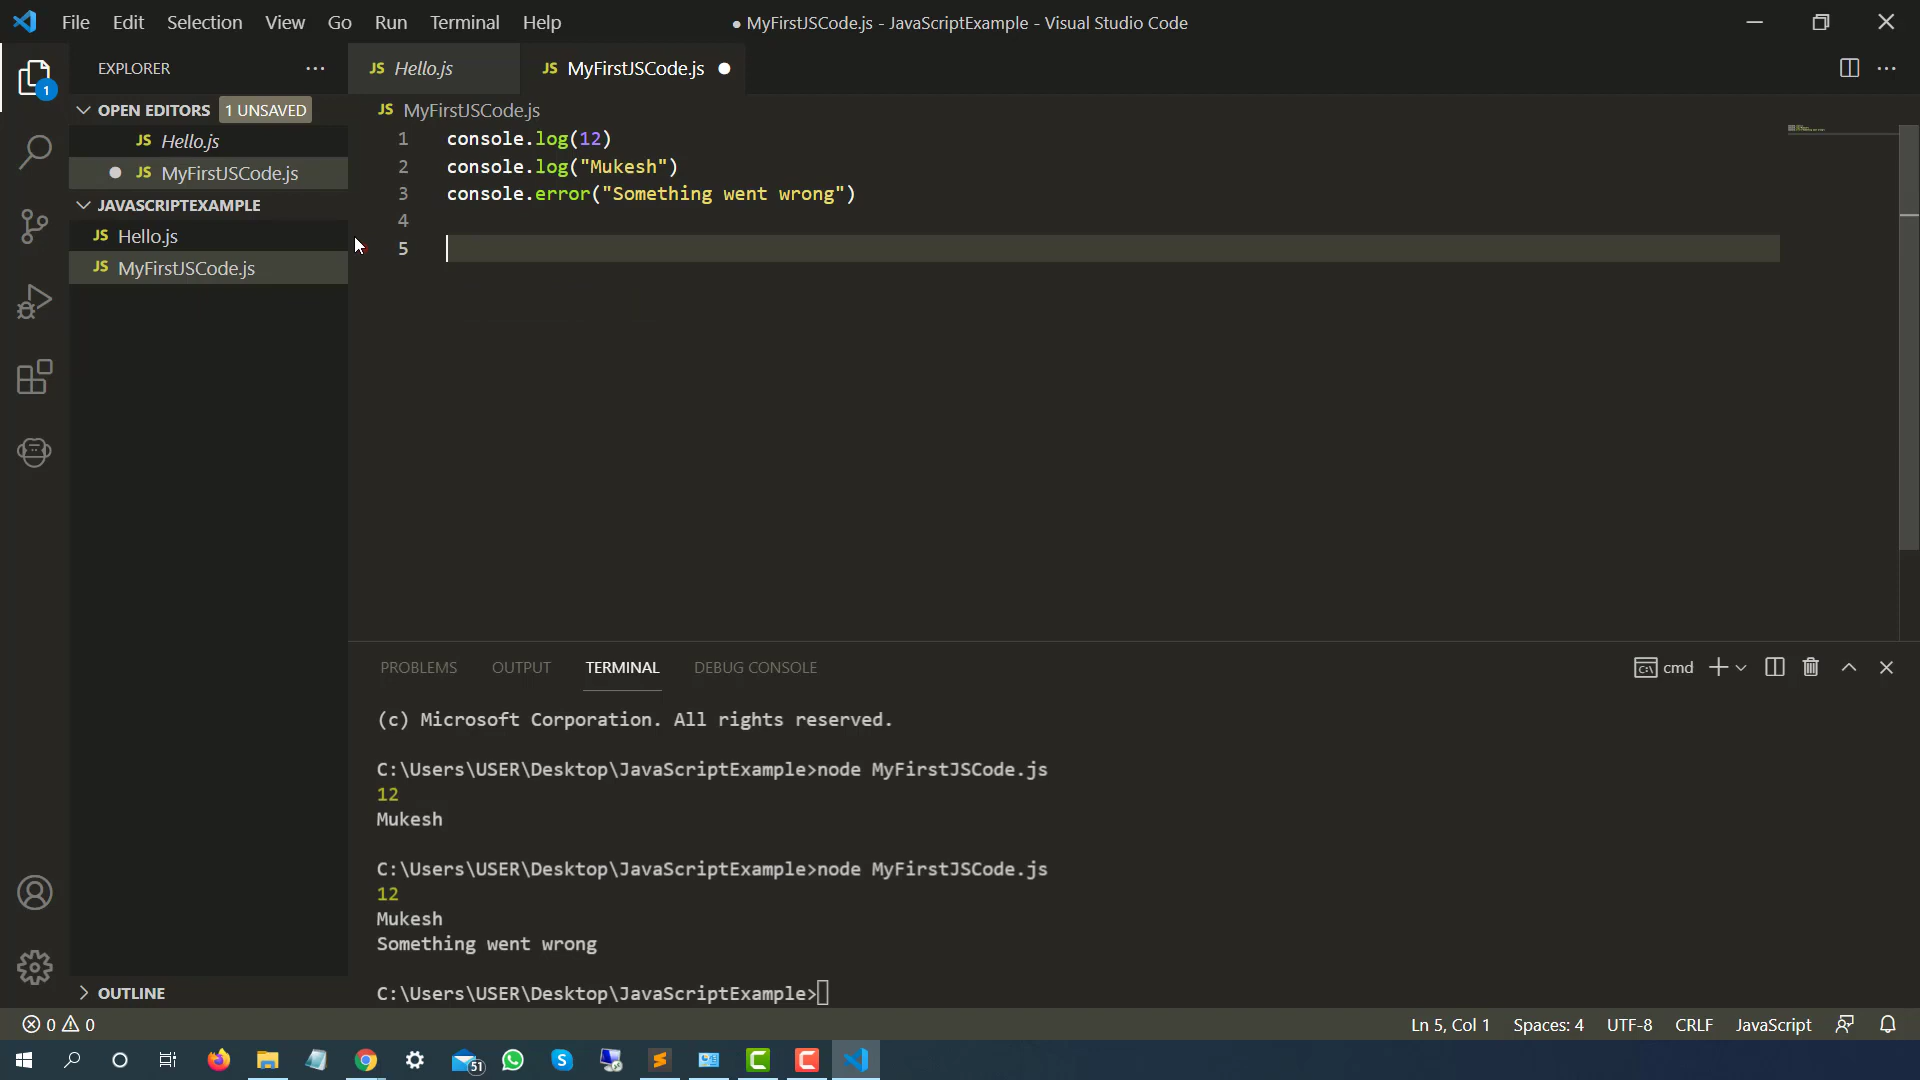 File Edit Selection View Go Run Terminal Help
● MyFirstJSCode.js - JavaScriptExample - Visual Studio Code
EXPLORER
1
OPEN EDITORS 1 UNSAVED
JS Hello.js
JS MyFirstJSCode.js
JAVASCRIPTEXAMPLE
JS Hello.js
JS MyFirstJSCode.js
OUTLINE
JS Hello.js JS MyFirstJSCode.js
JS MyFirstJSCode.js
1 console.log(12)
2 console.log("Mukesh")
3 console.error("Something went wrong")
4
5
PROBLEMS OUTPUT TERMINAL DEBUG CONSOLE
cmd
(c) Microsoft Corporation. All rights reserved.
C:\Users\USER\Desktop\JavaScriptExample>node MyFirstJSCode.js
12
Mukesh
C:\Users\USER\Desktop\JavaScriptExample>node MyFirstJSCode.js
12
Mukesh
Something went wrong
C:\Users\USER\Desktop\JavaScriptExample>
0 0
Ln 5, Col 1 Spaces: 4 UTF-8 CRLF JavaScript
51